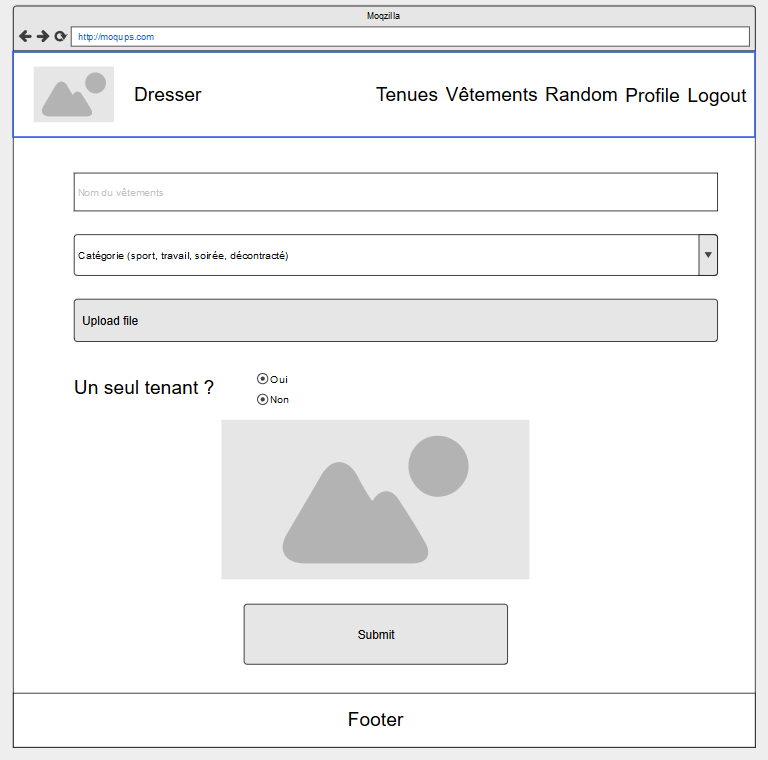 Moqzilla
http://moqups.com
Dresser Tenues Vêtements Random Profile Logout
Nom du vêtements
Catégorie (sport, travail, soirée, décontracté)
Upload file
Un seul tenant ?
Oui
Non
Submit
Footer